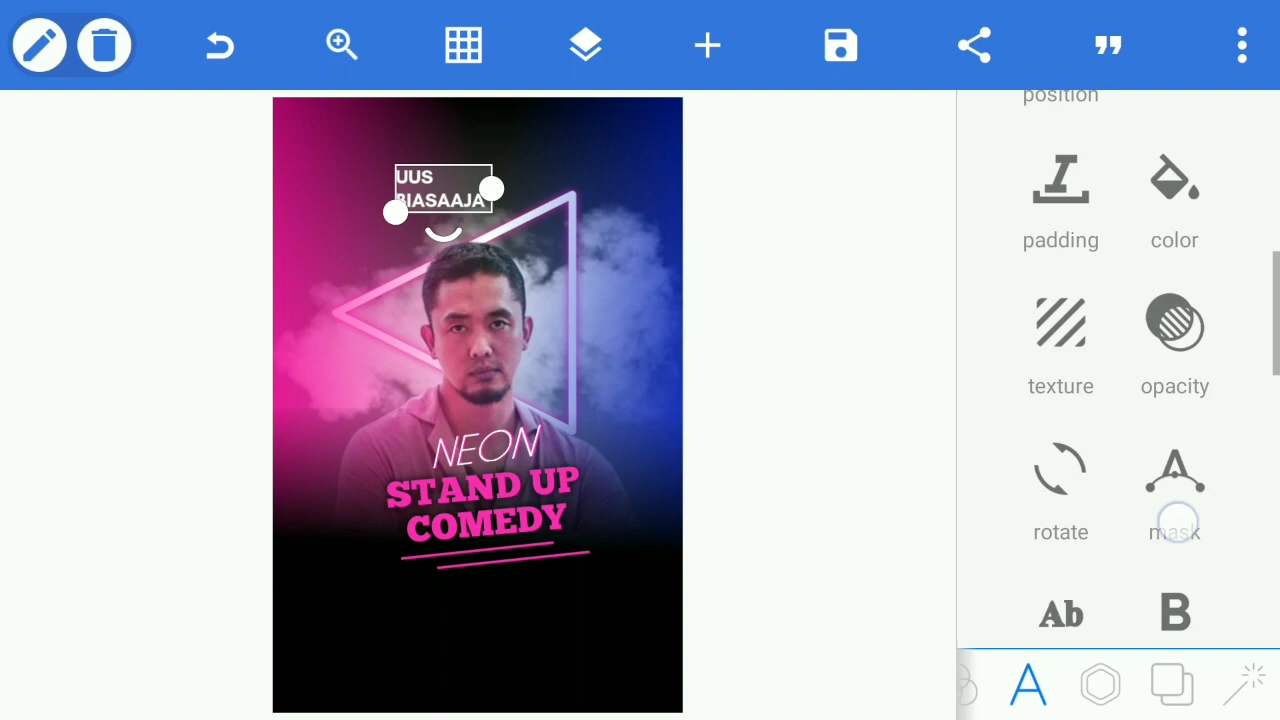 position
UUS
BIASAAJA
padding
color
texture
opacity
NEON
STAND UP
COMEDY
rotate
mask
Ab
B
A